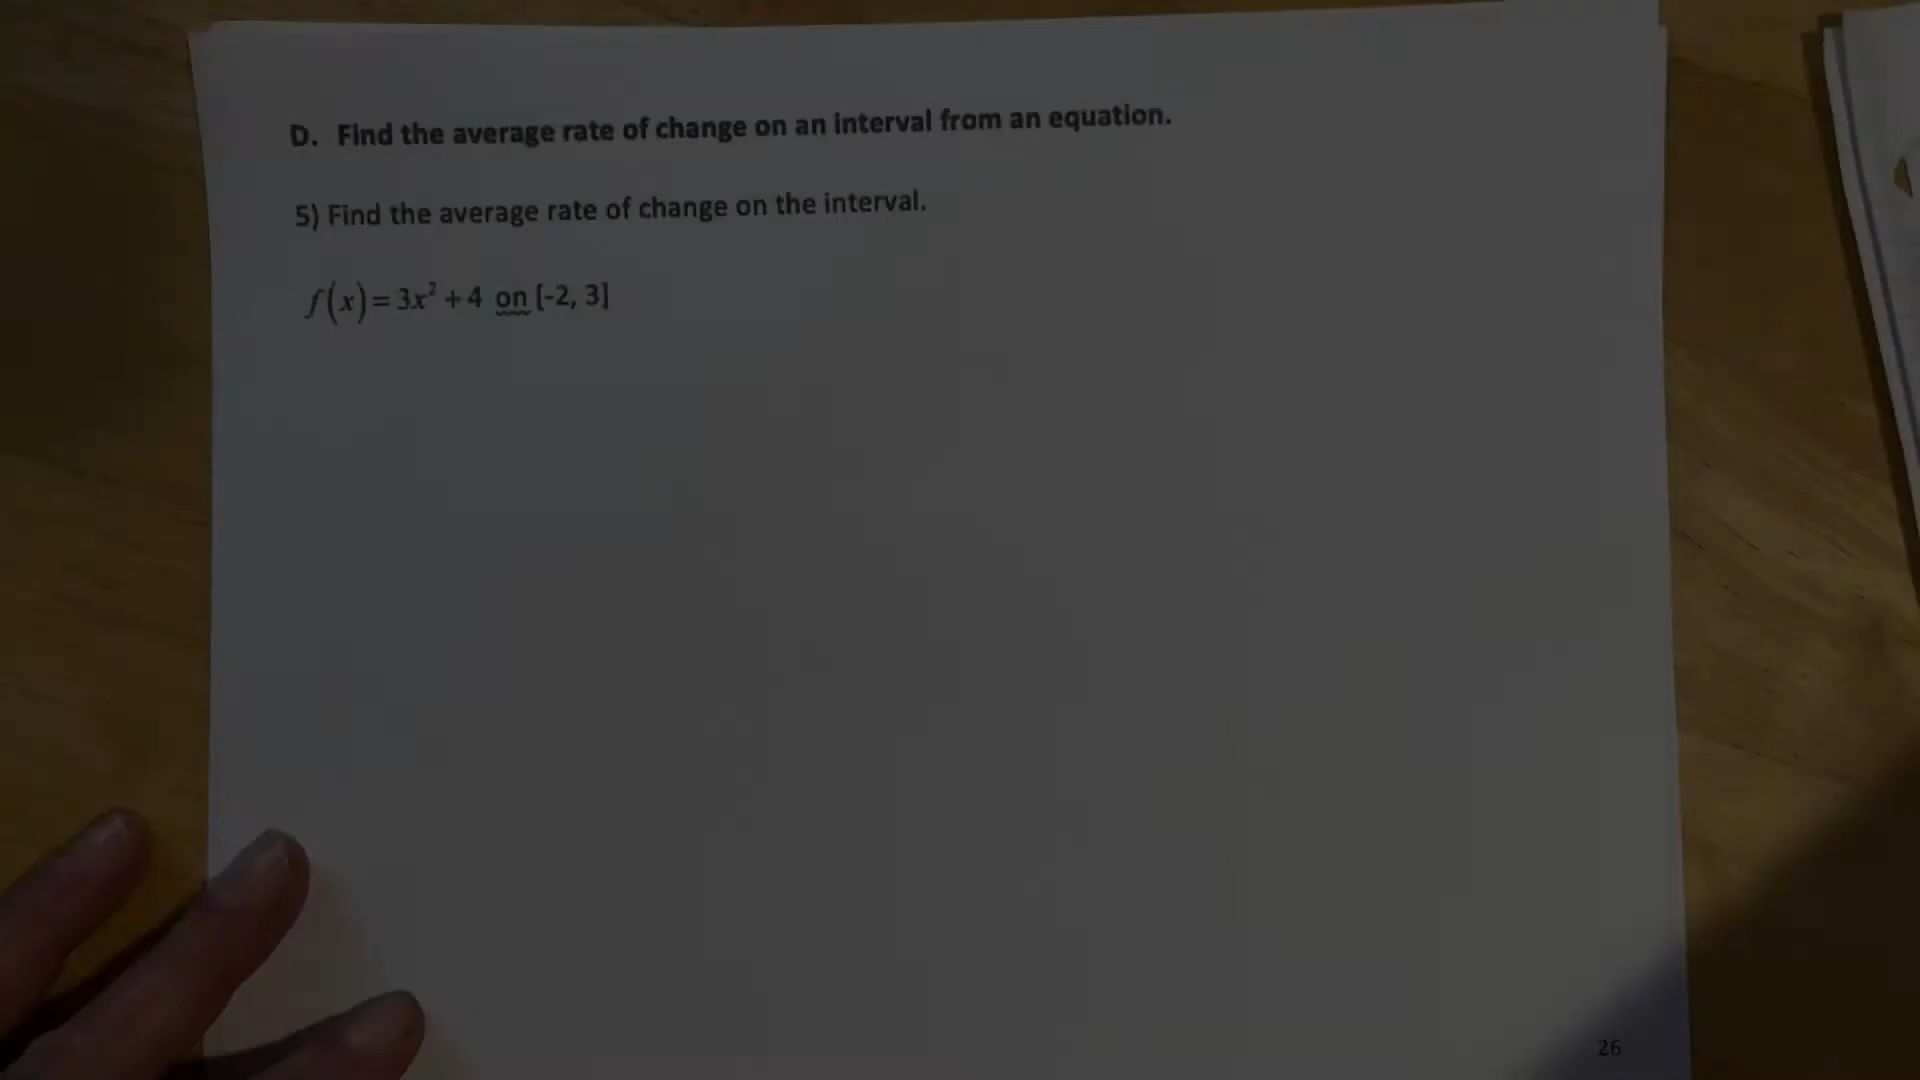 D. Find the average rate of change on an interval from an equation.
5) Find the average rate of change on the interval.
f(x) = 3x² + 4 on [-2, 3]
26